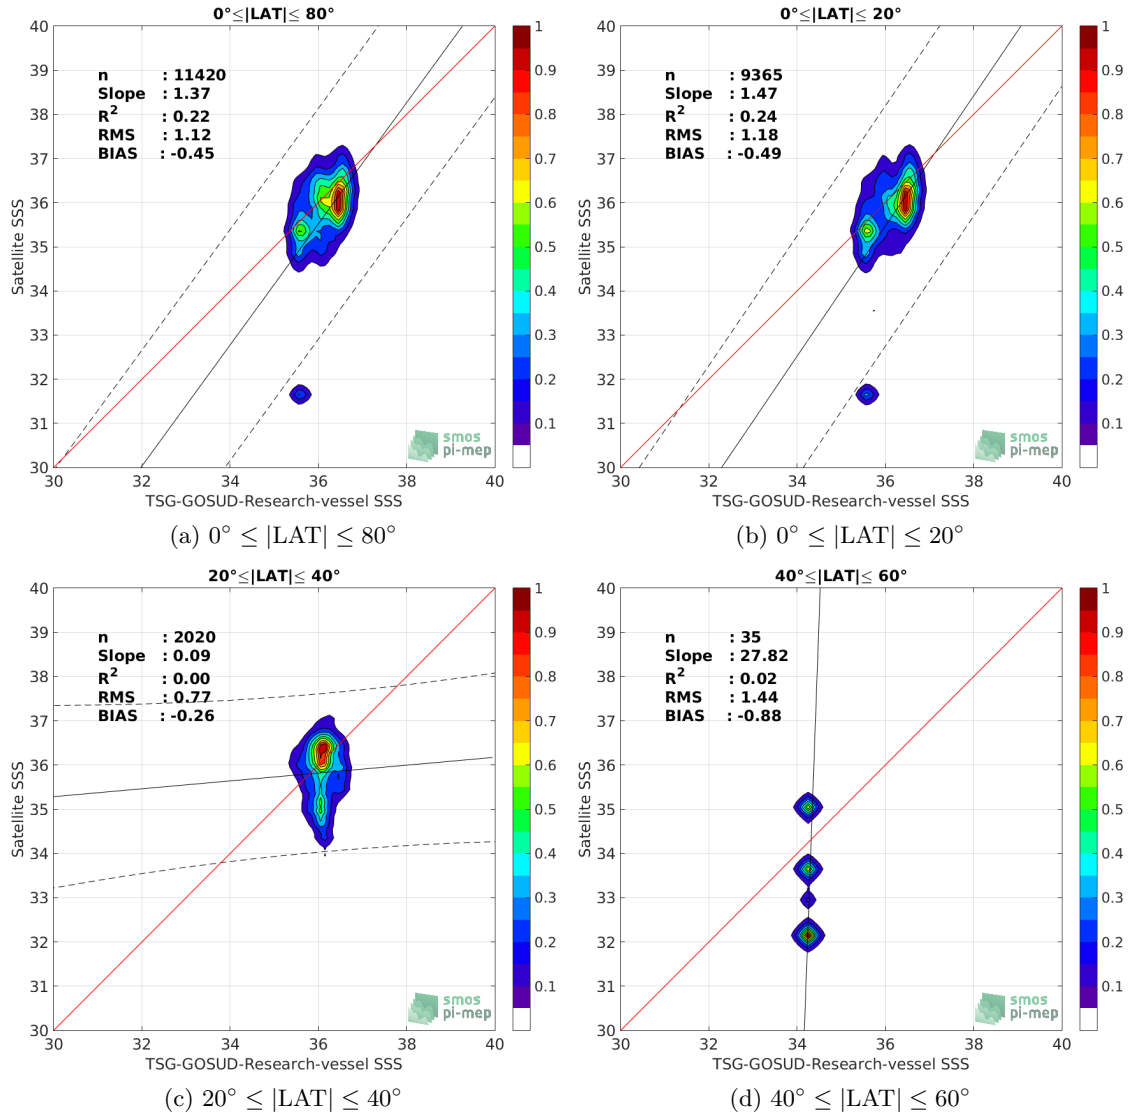 0°≤|LAT|≤ 80°
n : 11420
Slope : 1.37
R² : 0.22
RMS : 1.12
BIAS : -0.45
Satellite SSS
40
39
38
37
36
35
34
33
32
31
30
30 32 34 36 38 40
TSG-GOSUD-Research-vessel SSS
1
0.9
0.8
0.7
0.6
0.5
0.4
0.3
0.2
0.1
smos
pi-mep
(a) 0° ≤ |LAT| ≤ 80°
0°≤|LAT|≤ 20°
n : 9365
Slope : 1.47
R² : 0.24
RMS : 1.18
BIAS : -0.49
Satellite SSS
40
39
38
37
36
35
34
33
32
31
30
30 32 34 36 38 40
TSG-GOSUD-Research-vessel SSS
1
0.9
0.8
0.7
0.6
0.5
0.4
0.3
0.2
0.1
smos
pi-mep
(b) 0° ≤ |LAT| ≤ 20°
20°≤|LAT|≤ 40°
n : 2020
Slope : 0.09
R² : 0.00
RMS : 0.77
BIAS : -0.26
Satellite SSS
40
39
38
37
36
35
34
33
32
31
30
30 32 34 36 38 40
TSG-GOSUD-Research-vessel SSS
1
0.9
0.8
0.7
0.6
0.5
0.4
0.3
0.2
0.1
smos
pi-mep
(c) 20° ≤ |LAT| ≤ 40°
40°≤|LAT|≤ 60°
n : 35
Slope : 27.82
R² : 0.02
RMS : 1.44
BIAS : -0.88
Satellite SSS
40
39
38
37
36
35
34
33
32
31
30
30 32 34 36 38 40
TSG-GOSUD-Research-vessel SSS
1
0.9
0.8
0.7
0.6
0.5
0.4
0.3
0.2
0.1
smos
pi-mep
(d) 40° ≤ |LAT| ≤ 60°